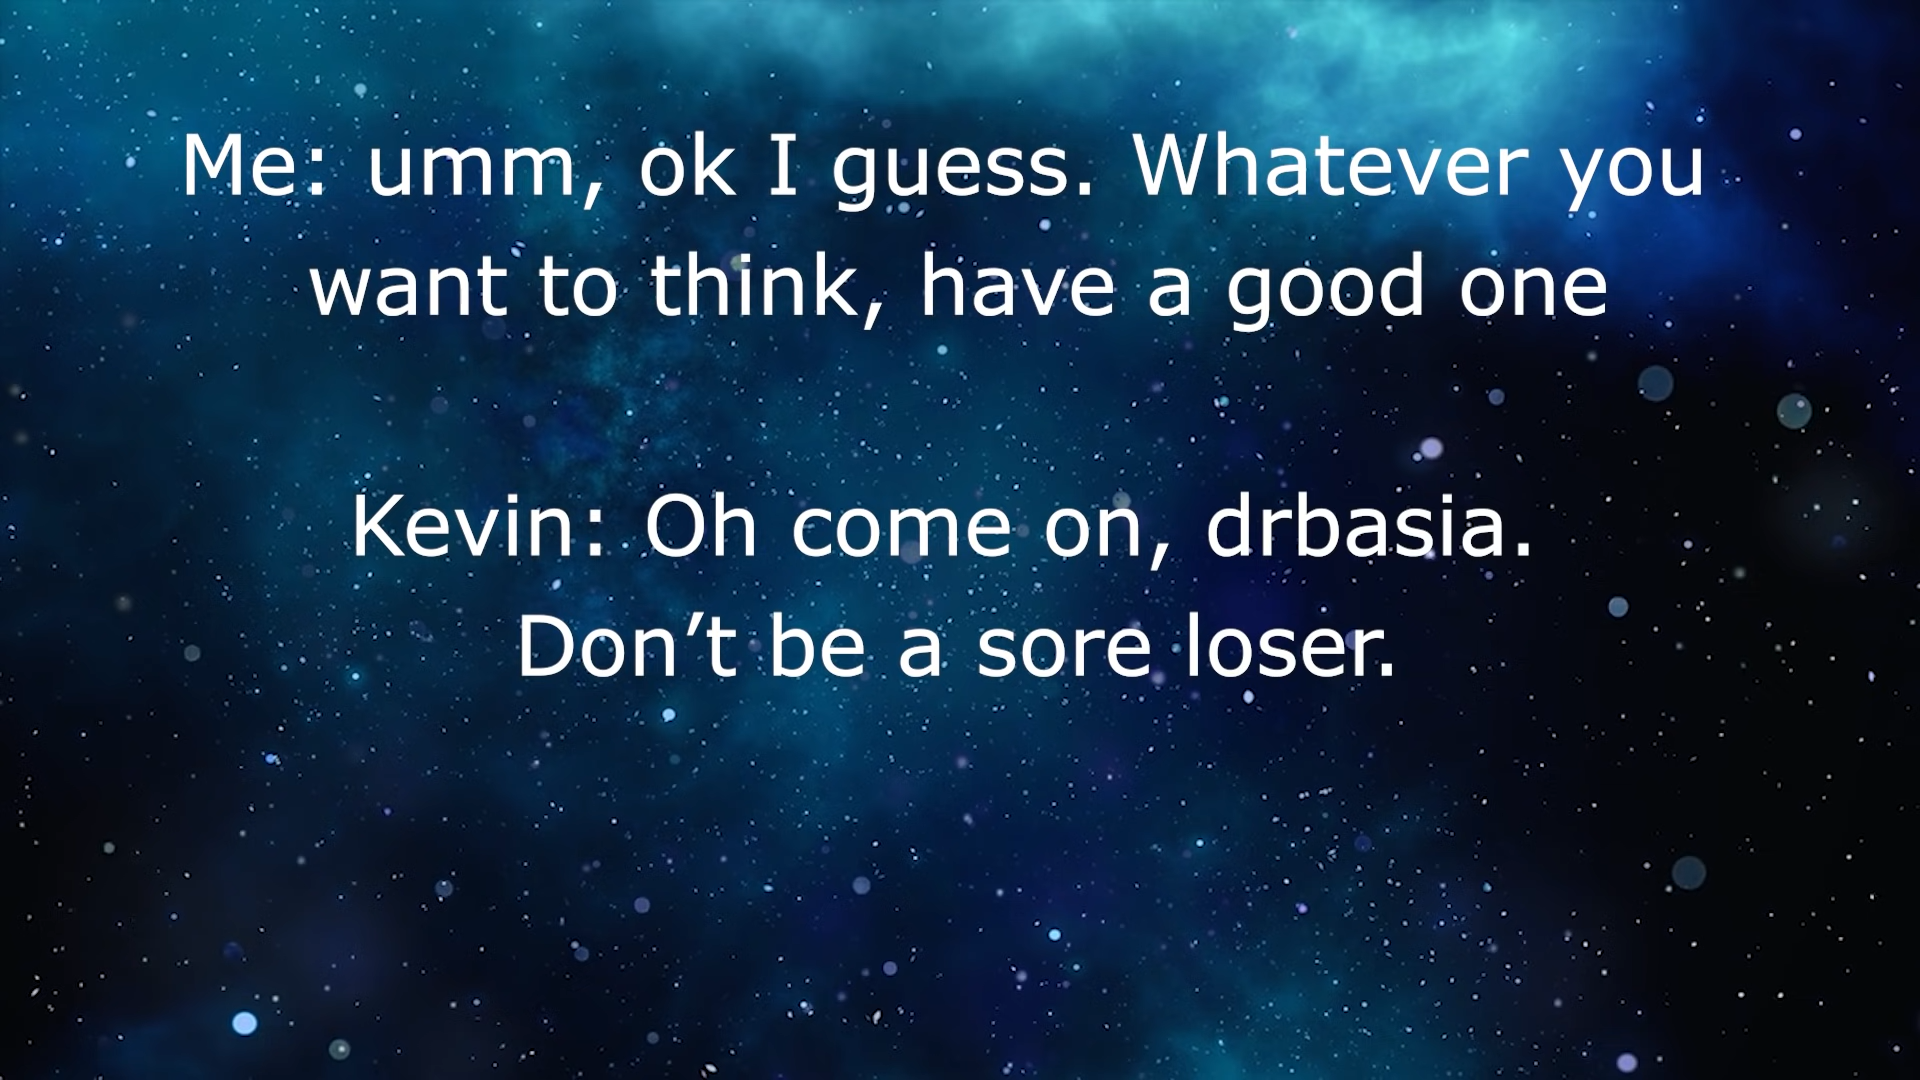 Me: umm, ok I guess. Whatever you
want to think, have a good one
Kevin: Oh come on, drbasia.
Don’t be a sore loser.